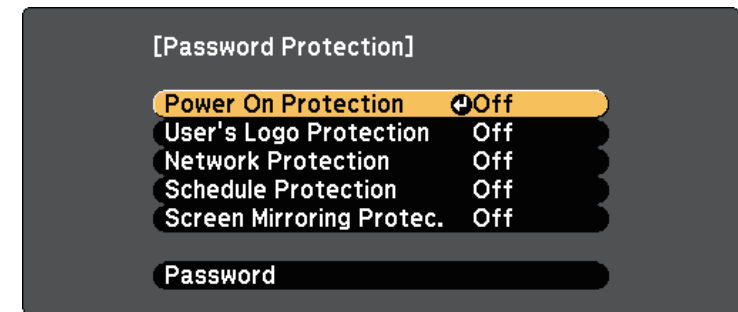 [Password Protection]
Power On Protection Off
User's Logo Protection Off
Network Protection Off
Schedule Protection Off
Screen Mirroring Protec. Off
Password